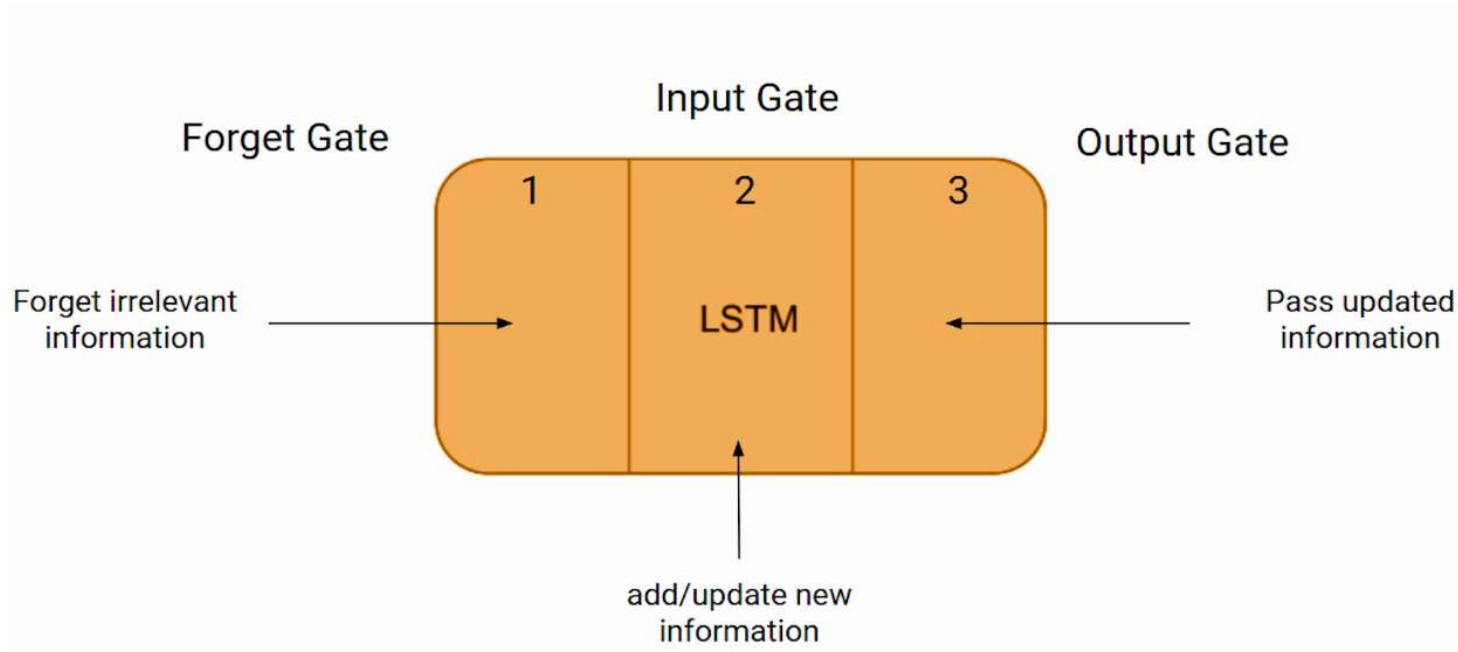 Input Gate
Forget Gate
Output Gate
1
2
3
Forget irrelevant
information
LSTM
Pass updated
information
add/update new
information